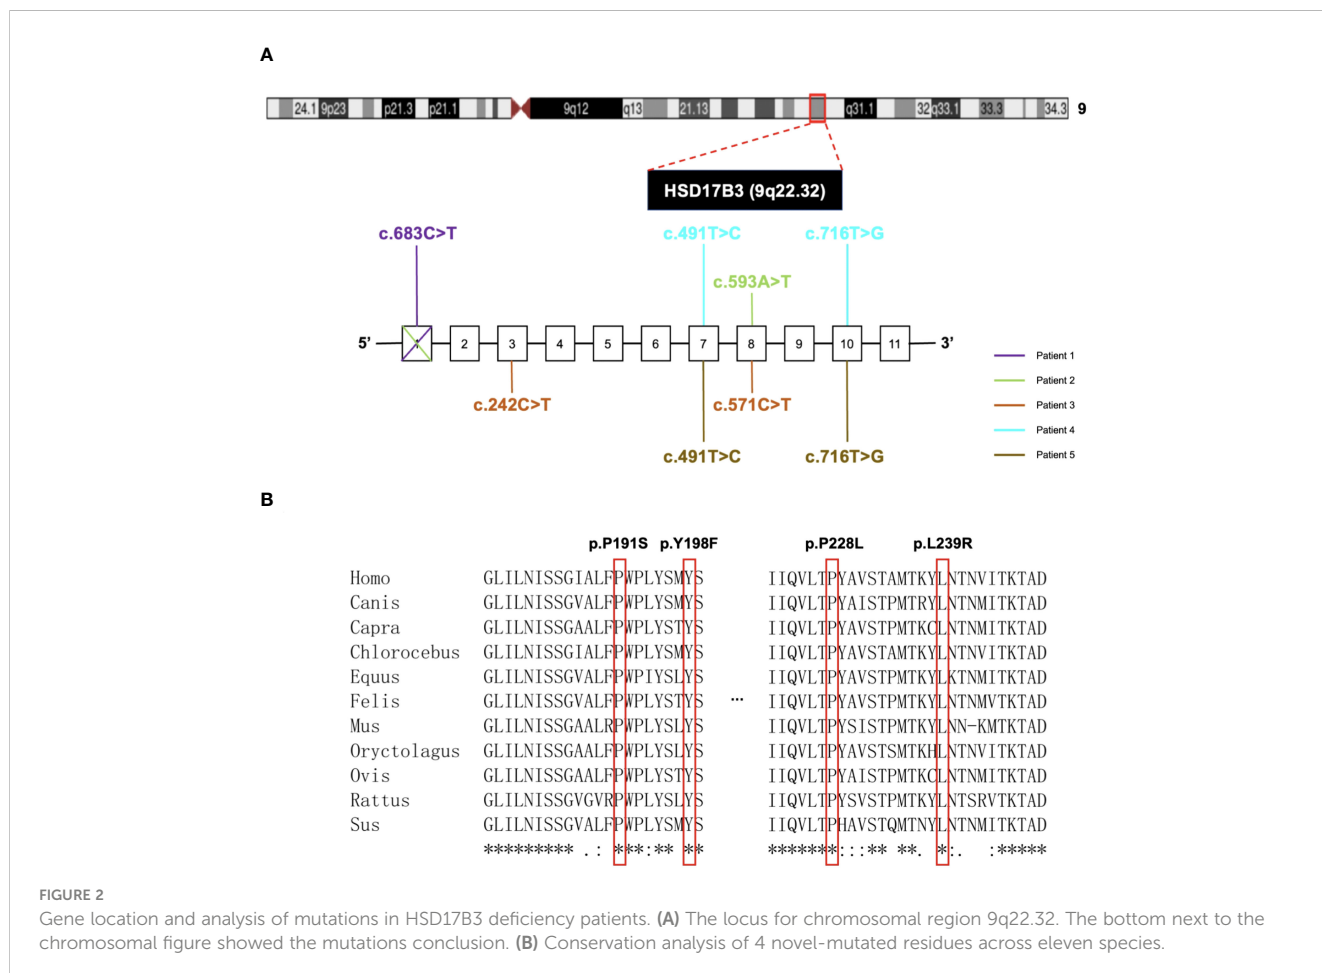 A
24.1 9p23 p21.3 p21.1 9q12 q13 21.13 q31.1 32 q33.1 33.3 34.3 9
HSD17B3 (9q22.32)
c.683C>T c.491T>C c.716T>G
c.593A>T
5’ 1 2 3 4 5 6 7 8 9 10 11 3’
c.242C>T c.571C>T
c.491T>C c.716T>G
Patient 1
Patient 2
Patient 3
Patient 4
Patient 5
B
p.P191S p.Y198F p.P228L p.L239R
Homo GLILNISSGIALFPWPLYSMYS IIQVLTPYAVSTAMTKYLNTNVITKTAD
Canis GLILNISSGVALFPWPLYSMYS IIQVLTPYAISTPMTRYLNTNMITKTAD
Capra GLILNISSGAALFPWPLYSTYS IIQVLTPYAVSTPMTKCLNTNMITKTAD
Chlorocebus GLILNISSGIALFPWPLYSMYS IIQVLTPYAVSTAMTKYLNTNVITKTAD
Equus GLILNISSGVALFPWPIYSLYS IIQVLTPYAVSTPMTKYLKTNMITKTAD
Felis GLILNISSGVALFPWPLYSTYS ... IIQVLTPYAVSTPMTKYLNTNMVTKTAD
Mus GLILNISSGAALRPWPLYSLYS IIQVLTPYSISTPMTKYLNN-KMTKTAD
Oryctolagus GLILNISSGAALFPWPLYSLYS IIQVLTPYAVSTSMTKHLNTNVITKTAD
Ovis GLILNISSGAALFPWPLYSTYS IIQVLTPYAISTPMTKCLNTNMITKTAD
Rattus GLILNISSGVGVRPWPLYSLYS IIQVLTPYSVSTPMTKYLNTSRVTKTAD
Sus GLILNISSGVALFPWPLYSMYS IIQVLTPHAVSTQMTNYLNTNMITKTAD
********* .: ***:** ** *******:::** **. *:. :*****
FIGURE 2
Gene location and analysis of mutations in HSD17B3 deficiency patients. (A) The locus for chromosomal region 9q22.32. The bottom next to the
chromosomal figure showed the mutations conclusion. (B) Conservation analysis of 4 novel-mutated residues across eleven species.